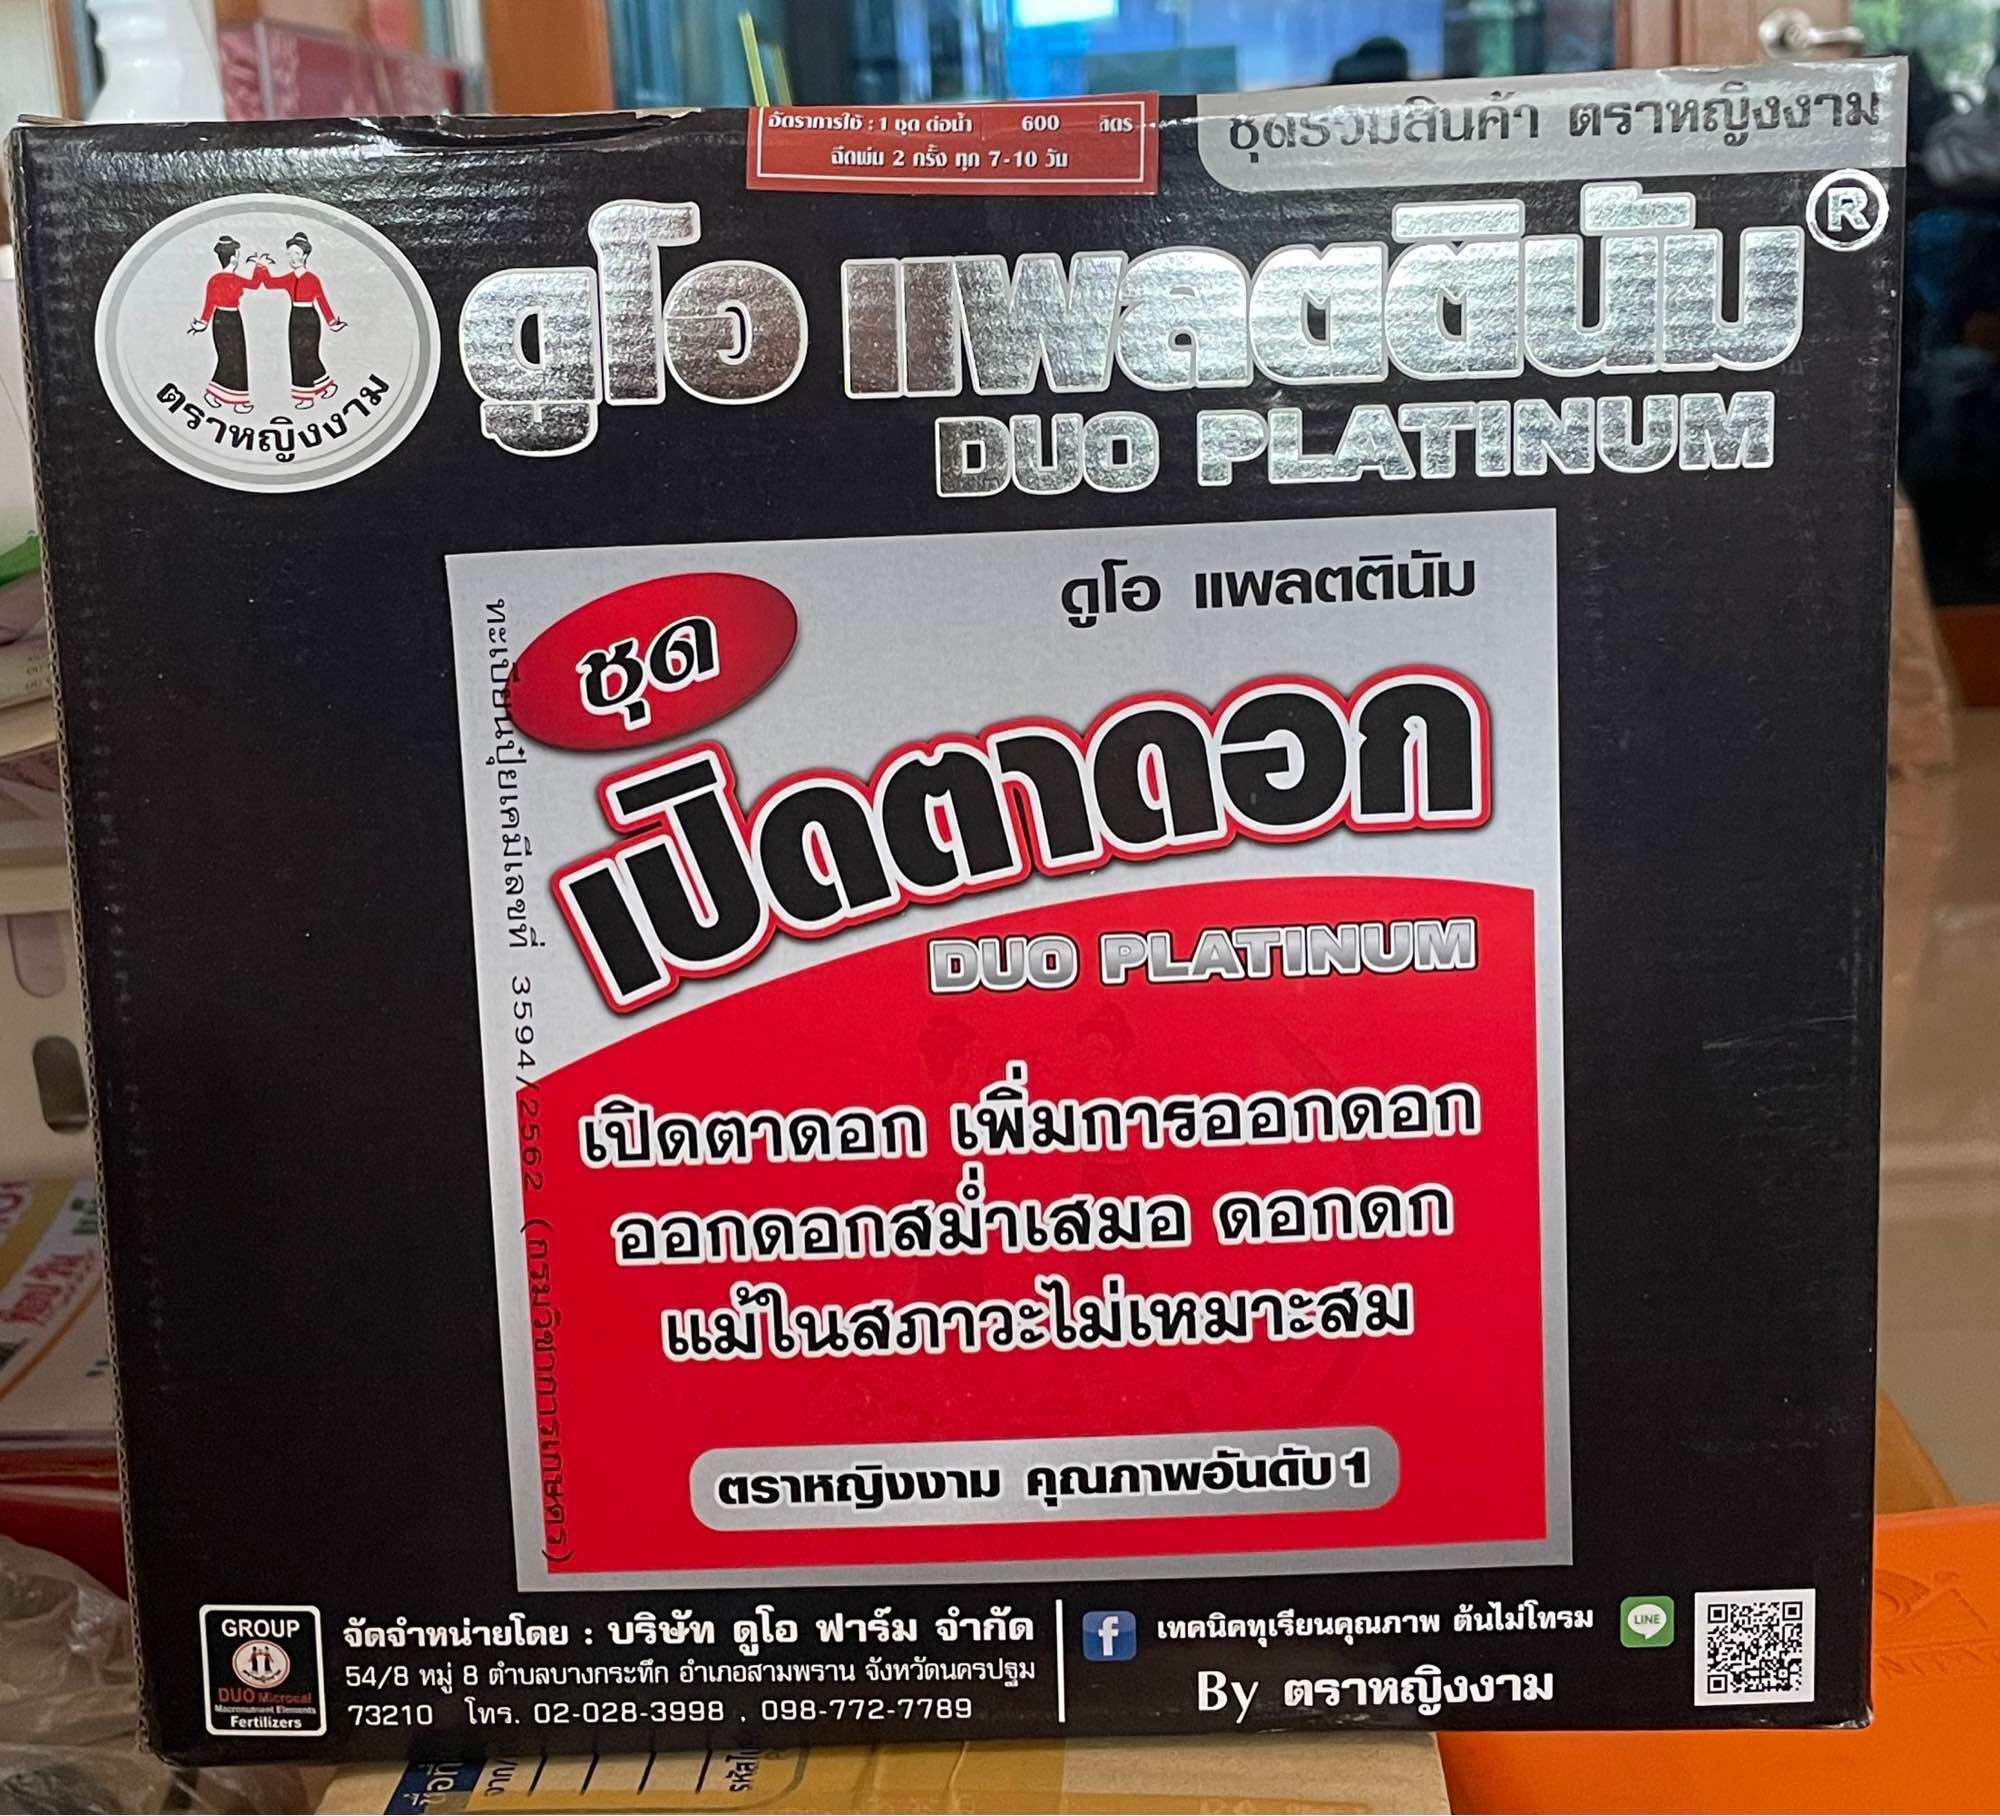 อัตราการใช้ : 1 ชุด ต่อน้ำ 600 ลิตร
ฉีดพ่น 2 ครั้ง ทุก 7-10 วัน
ชุดรวมสินค้า ตราหญิงงาม
ดูโอ แพลตตินัม ®
DUO PLATINUM
ตราหญิงงาม
ดูโอ แพลตตินัม
ชุด
เปิดตาดอก
DUO PLATINUM
ทะเบียนปุ๋ยเคมีเลขที่ 3594/2562 (กรมวิชาการเกษตร)
เปิดตาดอก เพิ่มการออกดอก
ออกดอกสม่ำเสมอ ดอกดก
แม้ในสภาวะไม่เหมาะสม
ตราหญิงงาม คุณภาพอันดับ 1
GROUP
DUO Microsal
Macronutrient Elements
Fertilizers
จัดจำหน่ายโดย : บริษัท ดูโอ ฟาร์ม จำกัด
54/8 หมู่ 8 ตำบลบางกระทึก อำเภอสามพราน จังหวัดนครปฐม
73210 โทร. 02-028-3998 , 098-772-7789
f เทคนิคทุเรียนคุณภาพ ต้นไม่โทรม
By ตราหญิงงาม
LINE